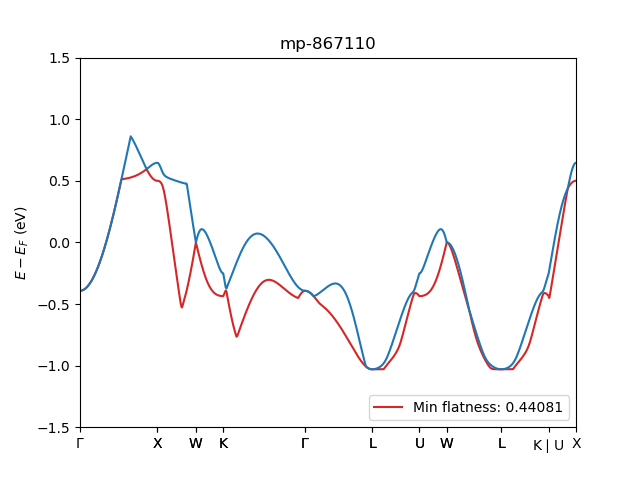 mp-867110
1.5
1.0
0.5
0.0
−0.5
−1.0
−1.5
E − E_F (eV)
Min flatness: 0.44081
Γ X W K Γ L U W L K | U X